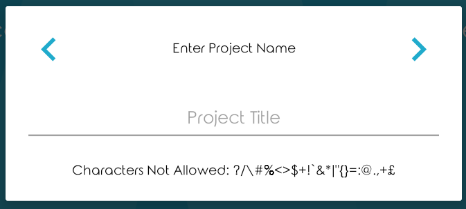 Enter Project Name
Project Title
Characters Not Allowed: ?/\#%<>$+!`&*|"{}=:@.,+£